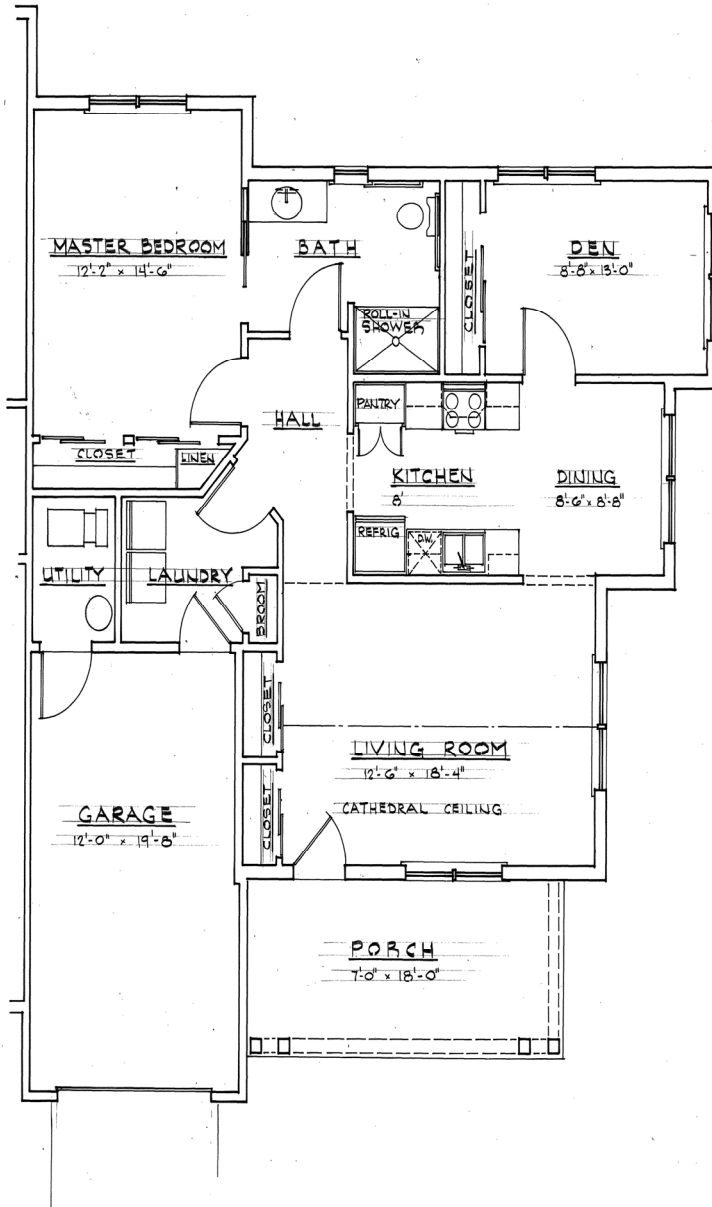 MASTER BEDROOM
12'-2" x 14'-6"
BATH
DEN
8'-8" x 13'-0"
CLOSET
ROLL-IN
SHOWER
PANTRY
HALL
CLOSET
LINEN
KITCHEN
8'
DINING
8'-6" x 8'-8"
REFRIG
D.W.
UTILITY
LAUNDRY
BROOM
CLOSET
LIVING ROOM
12'-6" x 18'-4"
CATHEDRAL CEILING
CLOSET
GARAGE
12'-0" x 19'-8"
PORCH
7'-0" x 18'-0"